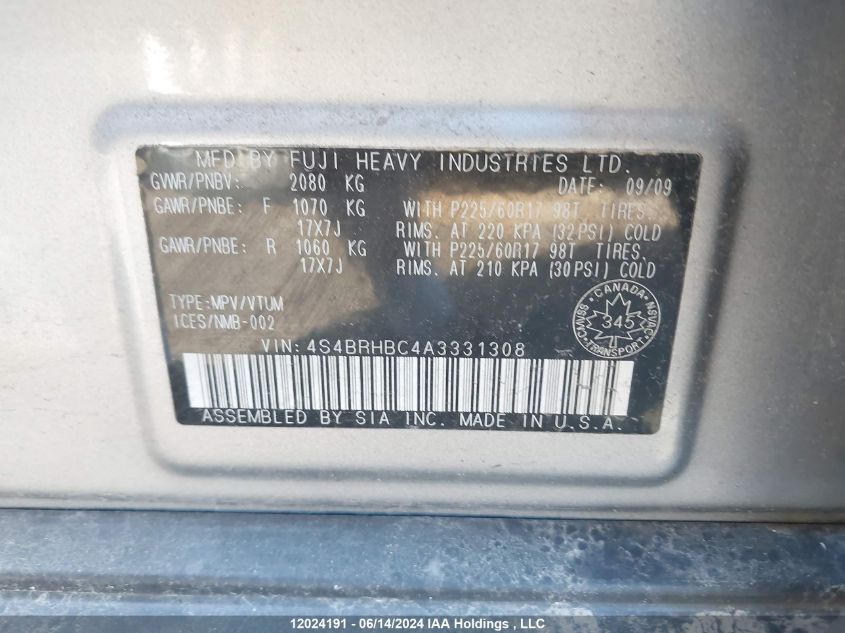 MFD BY FUJI HEAVY INDUSTRIES LTD.
GVWR/PNBV: 2080 KG DATE: 09/09
GAWR/PNBE: F 1070 KG WITH P225/60R17 98T TIRES.
17X7J RIMS. AT 220 KPA (32PSI) COLD
GAWR/PNBE: R 1060 KG WITH P225/60R17 98T TIRES.
17X7J RIMS. AT 210 KPA (30PSI) COLD
TYPE:MPV/VTUM
ICES/NMB-002
CANADA
CMVSS 345 NSVAC
TRANSPORT
VIN:4S4BRHBC4A3331308
ASSEMBLED BY SIA INC. MADE IN U.S.A.
12024191 - 06/14/2024 IAA Holdings , LLC